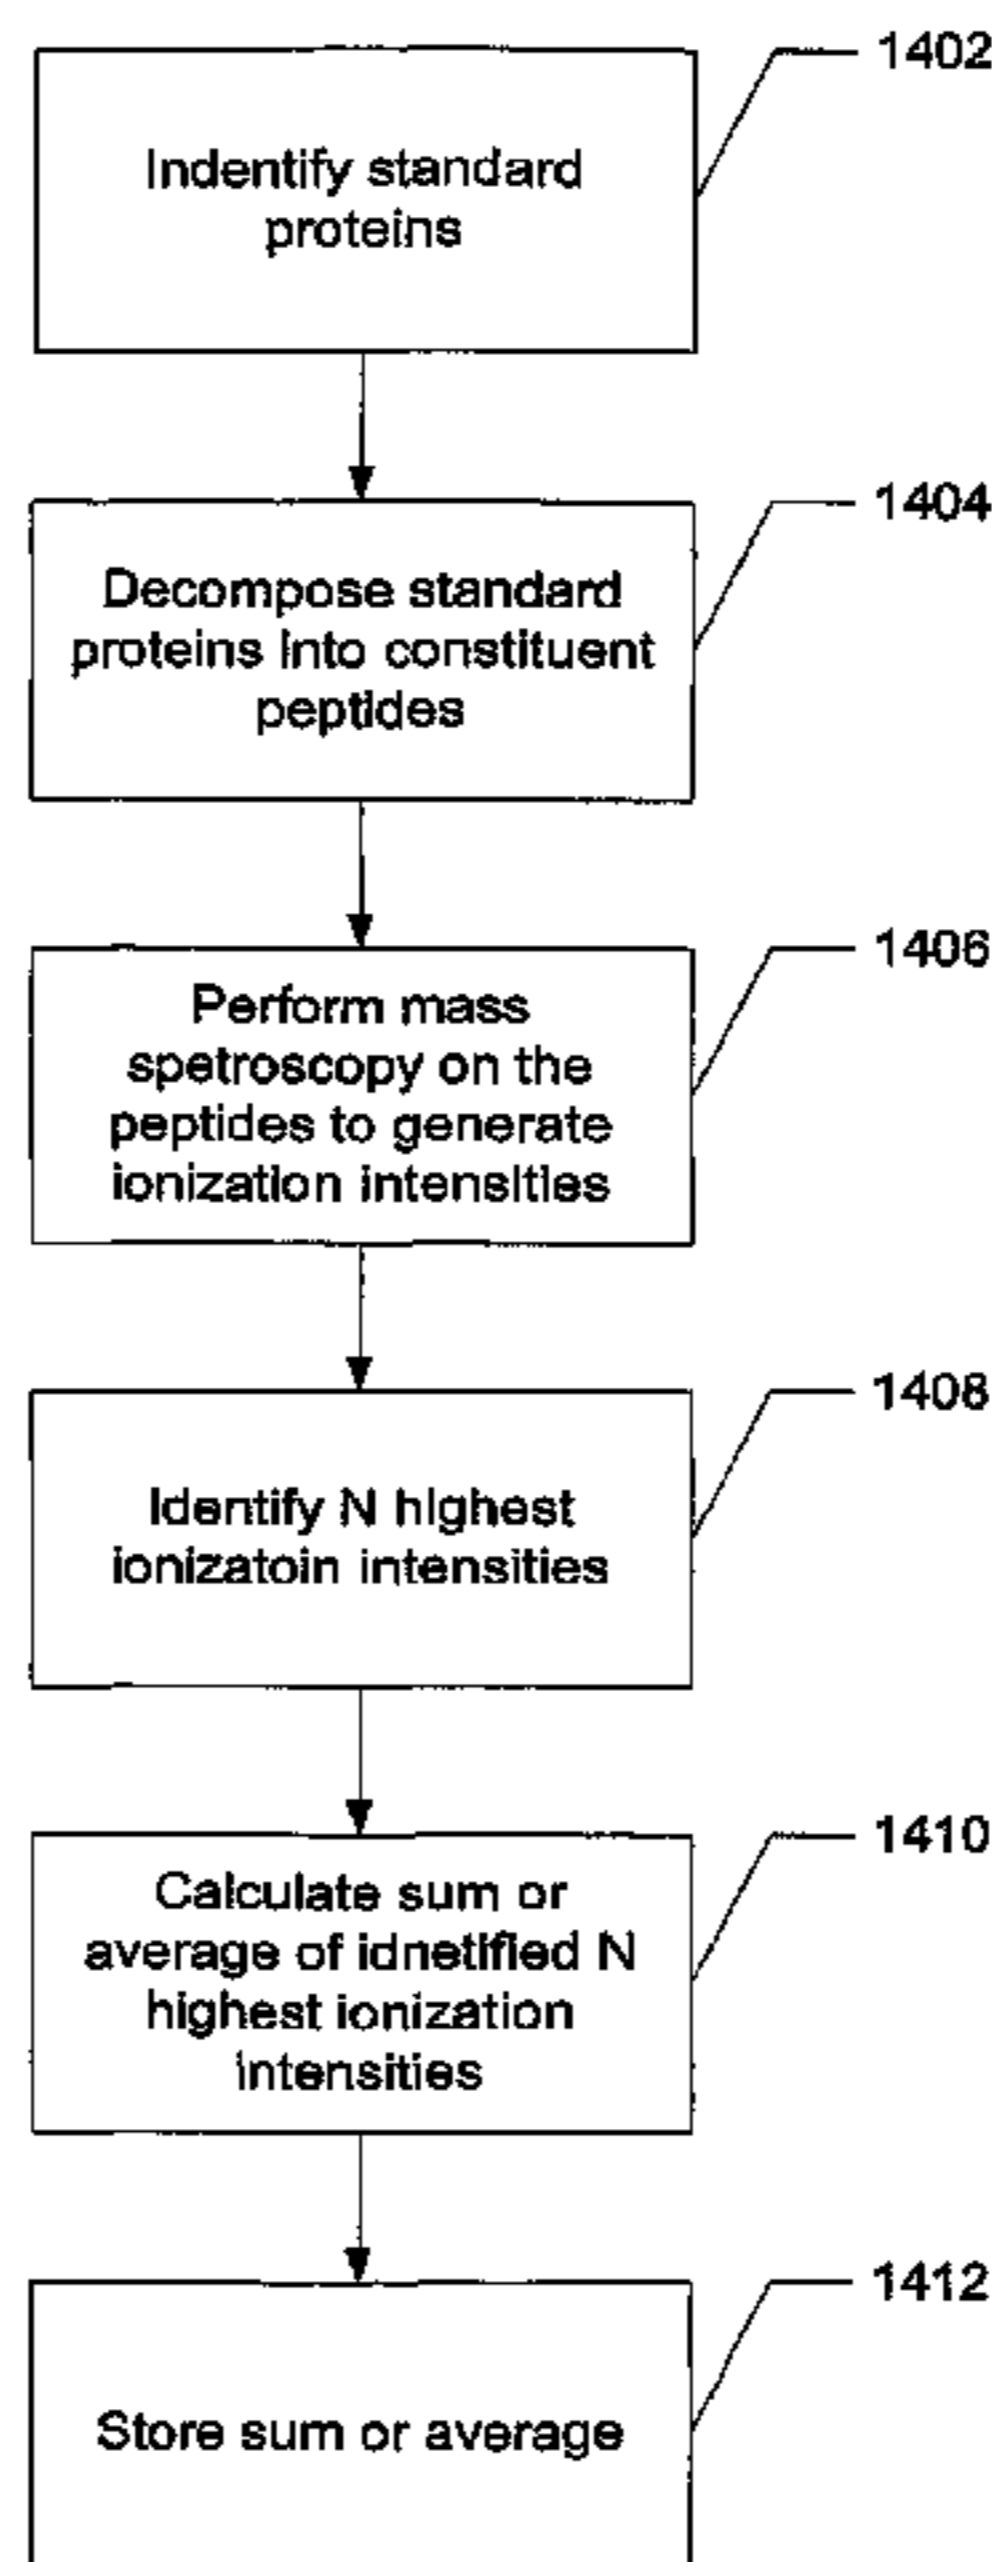 1402
Indentify standard
proteins
1404
Decompose standard
proteins into constituent
peptides
1406
Perform mass
spetroscopy on the
peptides to generate
ionization intensities
1408
Identify N highest
ionizatoin intensities
1410
Calculate sum or
average of idnetified N
highest ionization
intensities
1412
Store sum or average